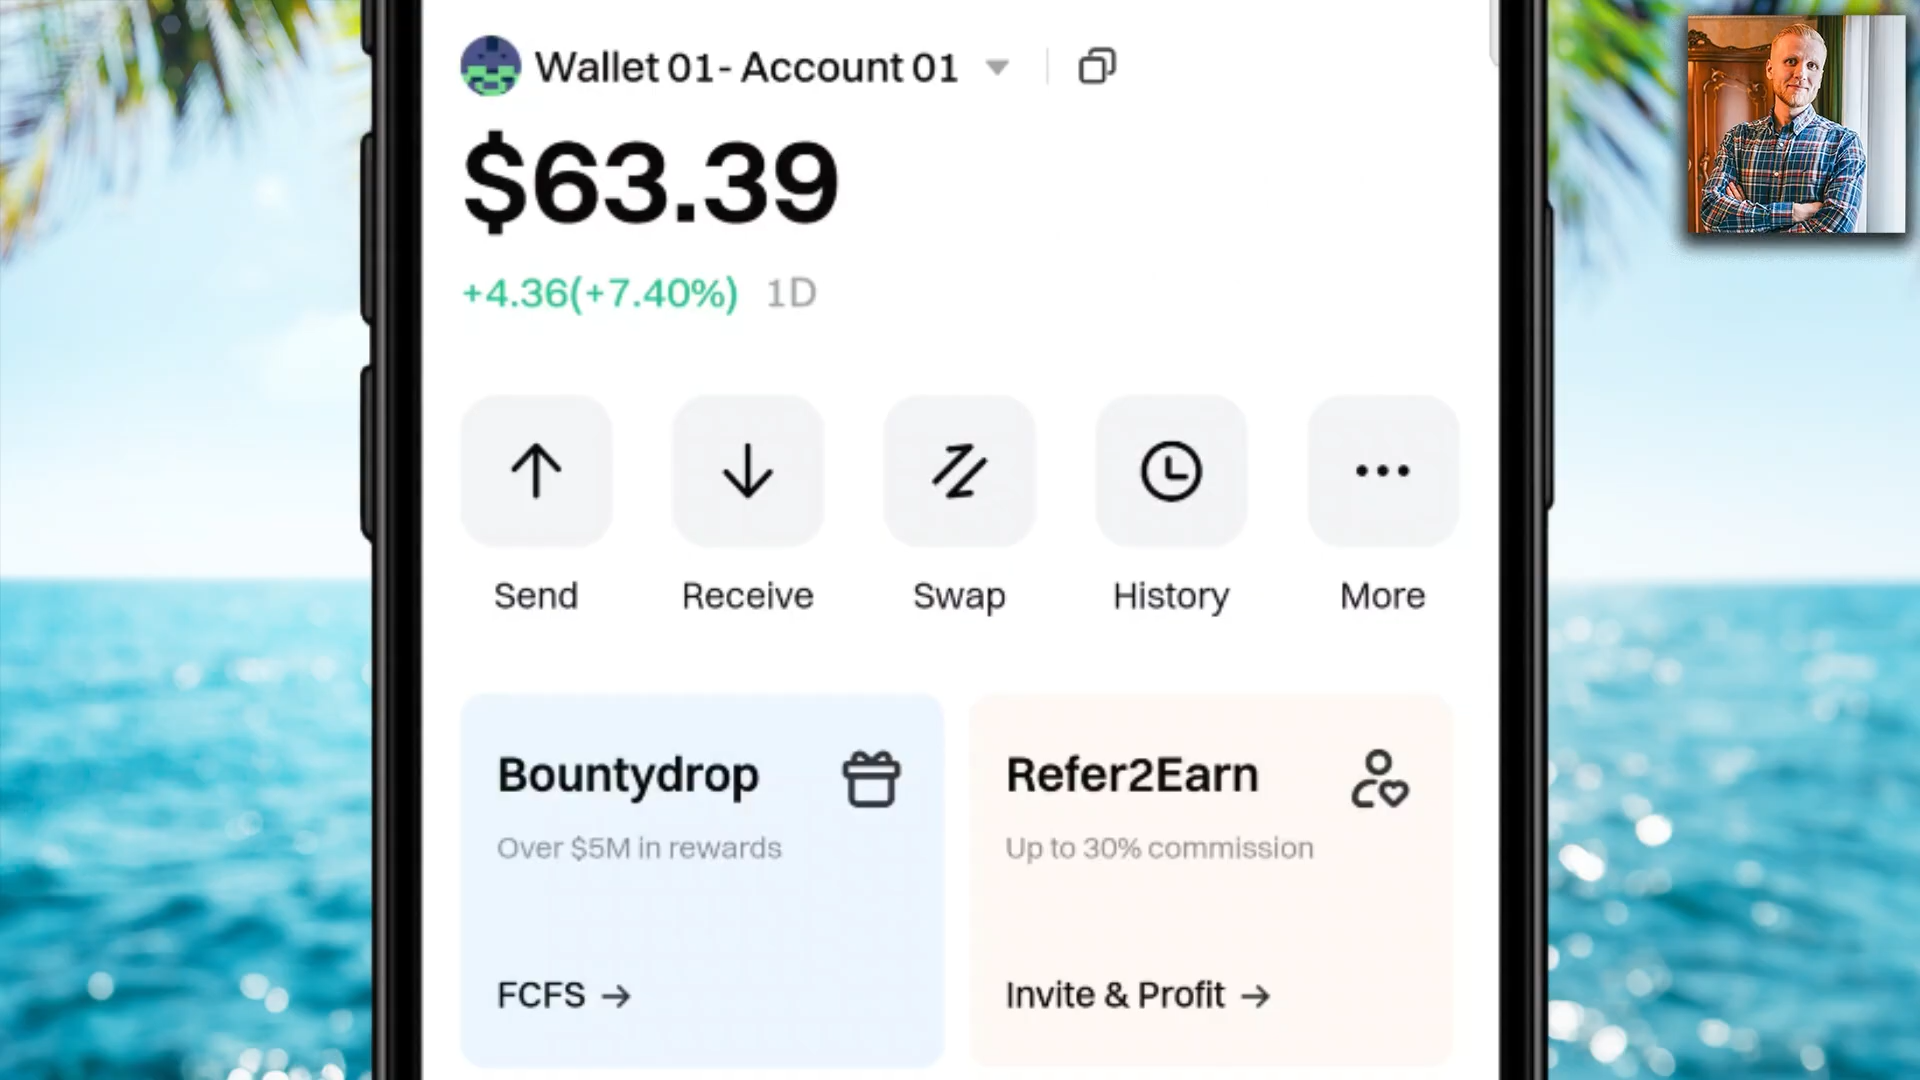 Wallet 01- Account 01
$63.39
+4.36(+7.40%) 1D
Send Receive Swap History More
Bountydrop
Over $5M in rewards
FCFS →
Refer2Earn
Up to 30% commission
Invite & Profit →